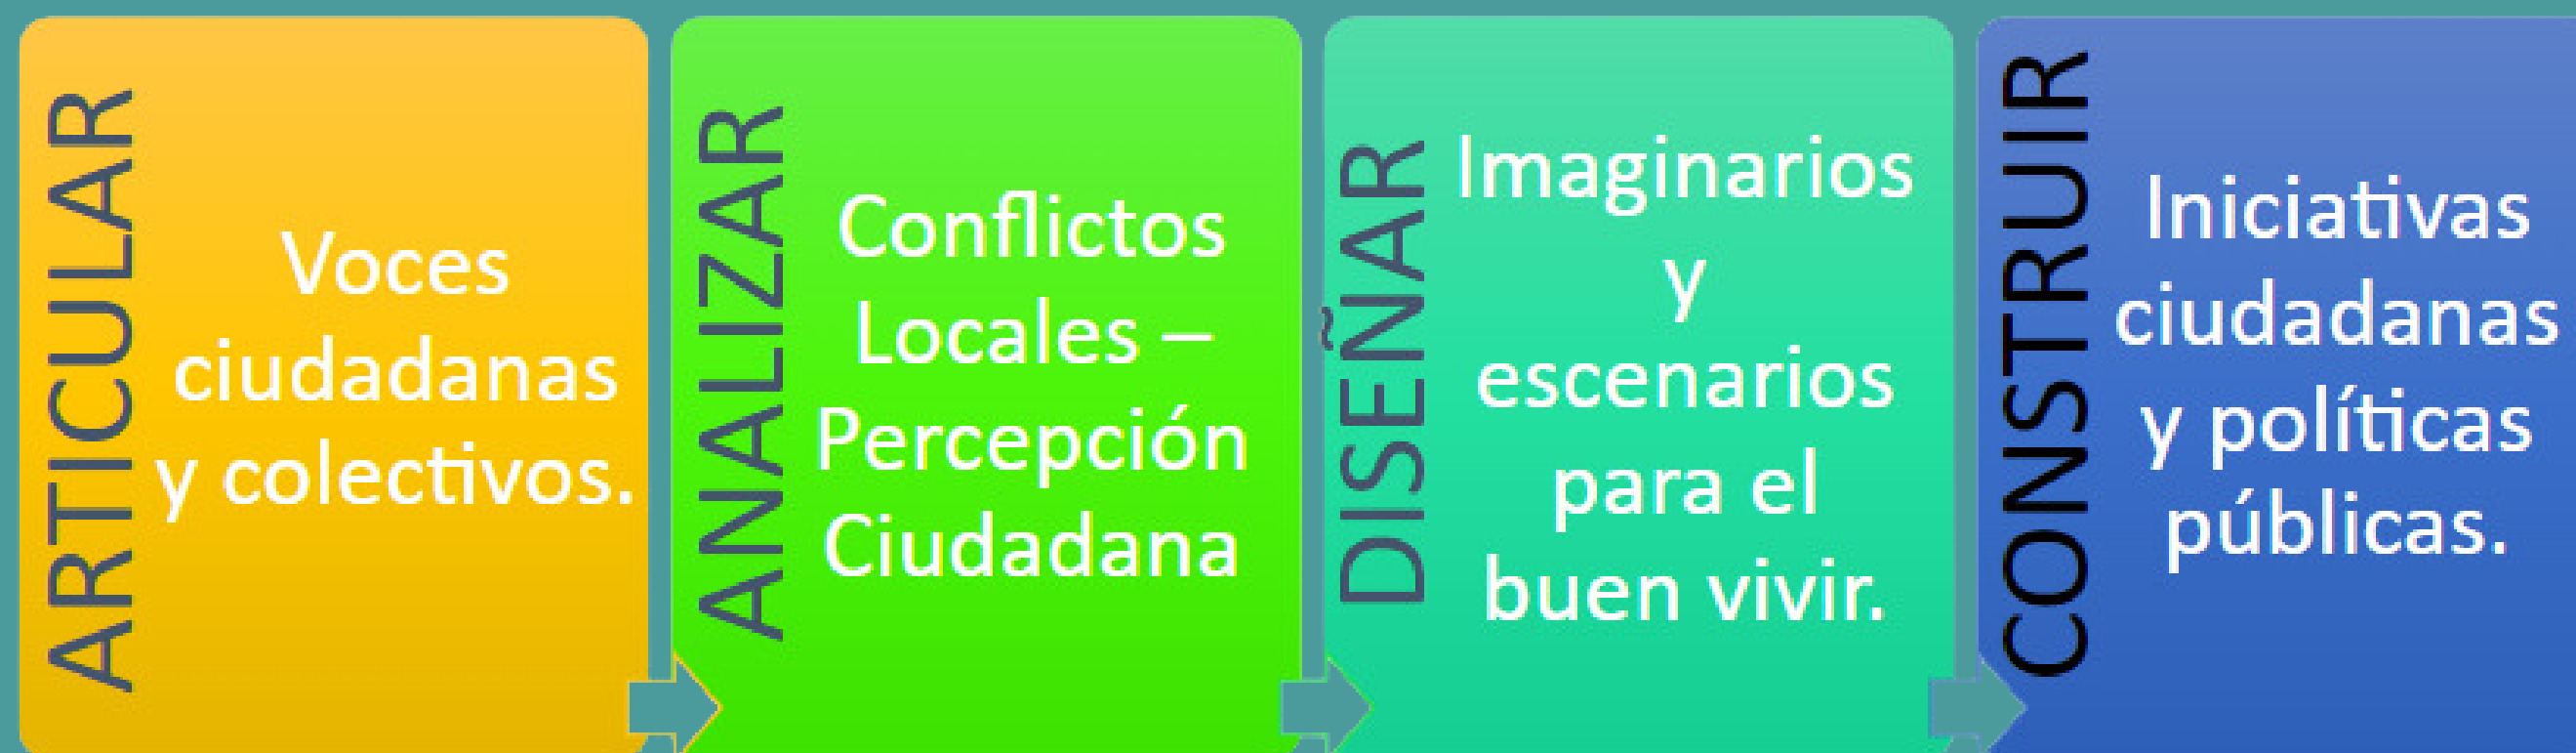 ARTICULAR
Voces
ciudadanas
y colectivos.
ANALIZAR
Conflictos
Locales –
Percepción
Ciudadana
DISEÑAR
Imaginarios
y
escenarios
para el
buen vivir.
CONSTRUIR
Iniciativas
ciudadanas
y políticas
públicas.